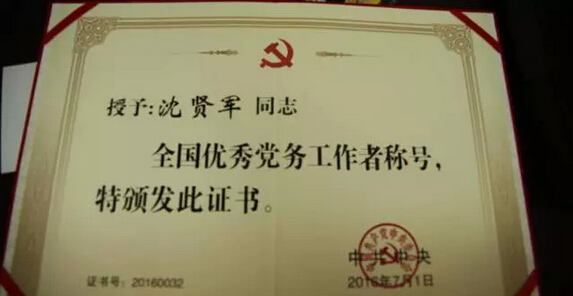 授予:沈贤军 同志
全国优秀党务工作者称号,
特颁发此证书。
中共中央
证书号: 20160032
2016年7月1日